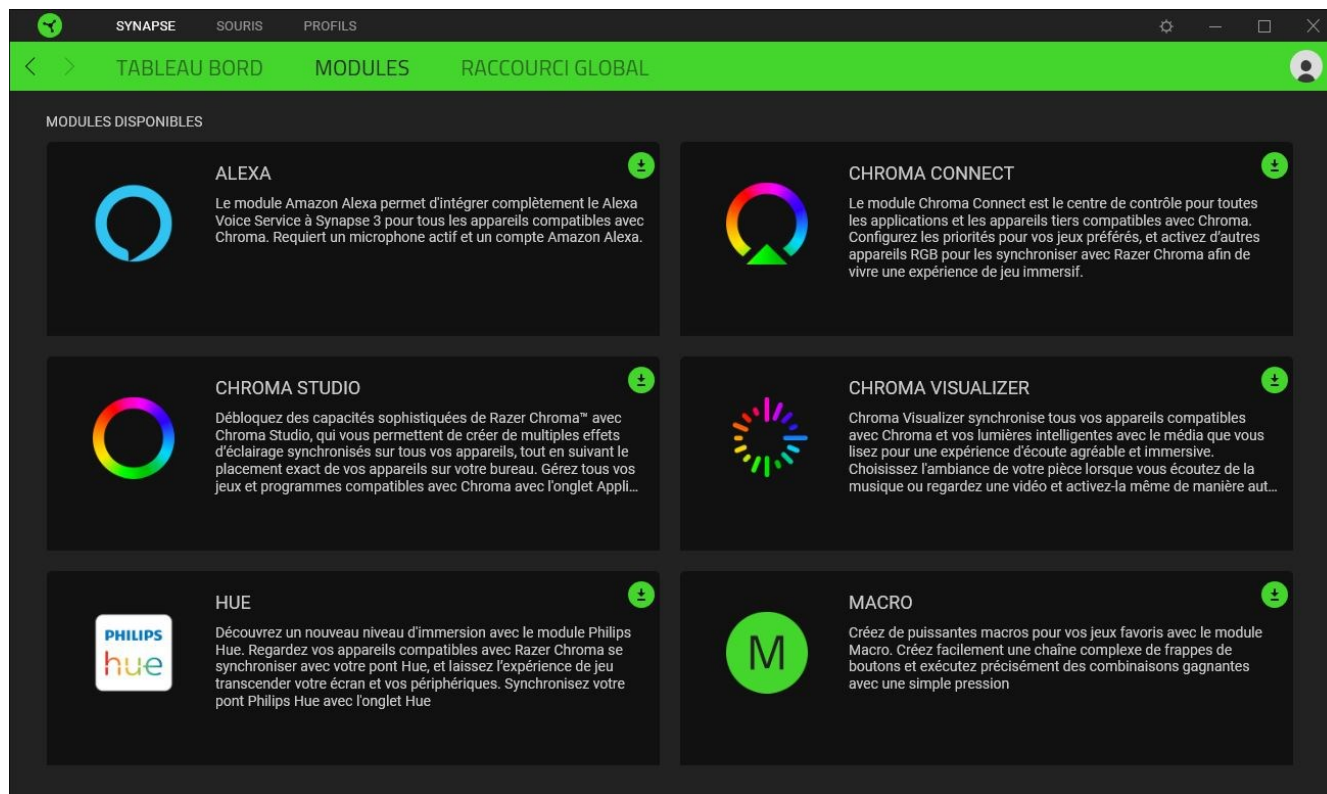 SYNAPSE SOURIS PROFILS
TABLEAU BORD MODULES RACCOURCI GLOBAL
MODULES DISPONIBLES
ALEXA
Le module Amazon Alexa permet d'intégrer complètement le Alexa
Voice Service à Synapse 3 pour tous les appareils compatibles avec
Chroma. Requiert un microphone actif et un compte Amazon Alexa.
CHROMA CONNECT
Le module Chroma Connect est le centre de contrôle pour toutes
les applications et les appareils tiers compatibles avec Chroma.
Configurez les priorités pour vos jeux préférés, et activez d'autres
appareils RGB pour les synchroniser avec Razer Chroma afin de
vivre une expérience de jeu immersif.
CHROMA STUDIO
Débloquez des capacités sophistiquées de Razer Chroma™ avec
Chroma Studio, qui vous permettent de créer de multiples effets
d'éclairage synchronisés sur tous vos appareils, tout en suivant le
placement exact de vos appareils sur votre bureau. Gérez tous vos
jeux et programmes compatibles avec Chroma avec l'onglet Appli...
CHROMA VISUALIZER
Chroma Visualizer synchronise tous vos appareils compatibles
avec Chroma et vos lumières intelligentes avec le média que vous
lisez pour une expérience d'écoute agréable et immersive.
Choisissez l'ambiance de votre pièce lorsque vous écoutez de la
musique ou regardez une vidéo et activez-la même de manière aut...
PHILIPS
hue
HUE
Découvrez un nouveau niveau d'immersion avec le module Philips
Hue. Regardez vos appareils compatibles avec Razer Chroma se
synchroniser avec votre pont Hue, et laissez l'expérience de jeu
transcender votre écran et vos périphériques. Synchronisez votre
pont Philips Hue avec l'onglet Hue
M
MACRO
Créez de puissantes macros pour vos jeux favoris avec le module
Macro. Créez facilement une chaîne complexe de frappes de
boutons et exécutez précisément des combinaisons gagnantes
avec une simple pression